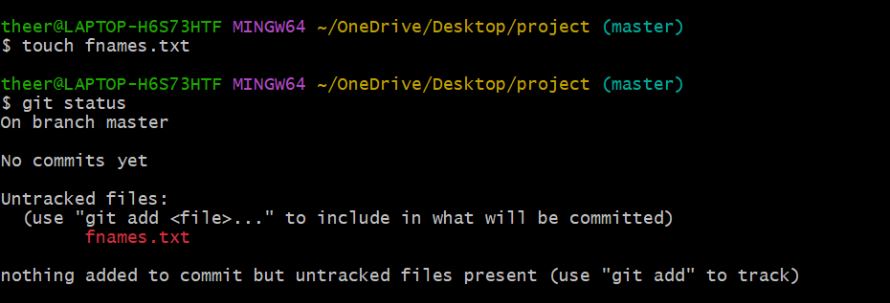 theer@LAPTOP-H6S73HTF MINGW64 ~/OneDrive/Desktop/project (master)
$ touch fnames.txt
theer@LAPTOP-H6S73HTF MINGW64 ~/OneDrive/Desktop/project (master)
$ git status
On branch master
No commits yet
Untracked files:
  (use "git add <file>..." to include in what will be committed)
        fnames.txt
nothing added to commit but untracked files present (use "git add" to track)